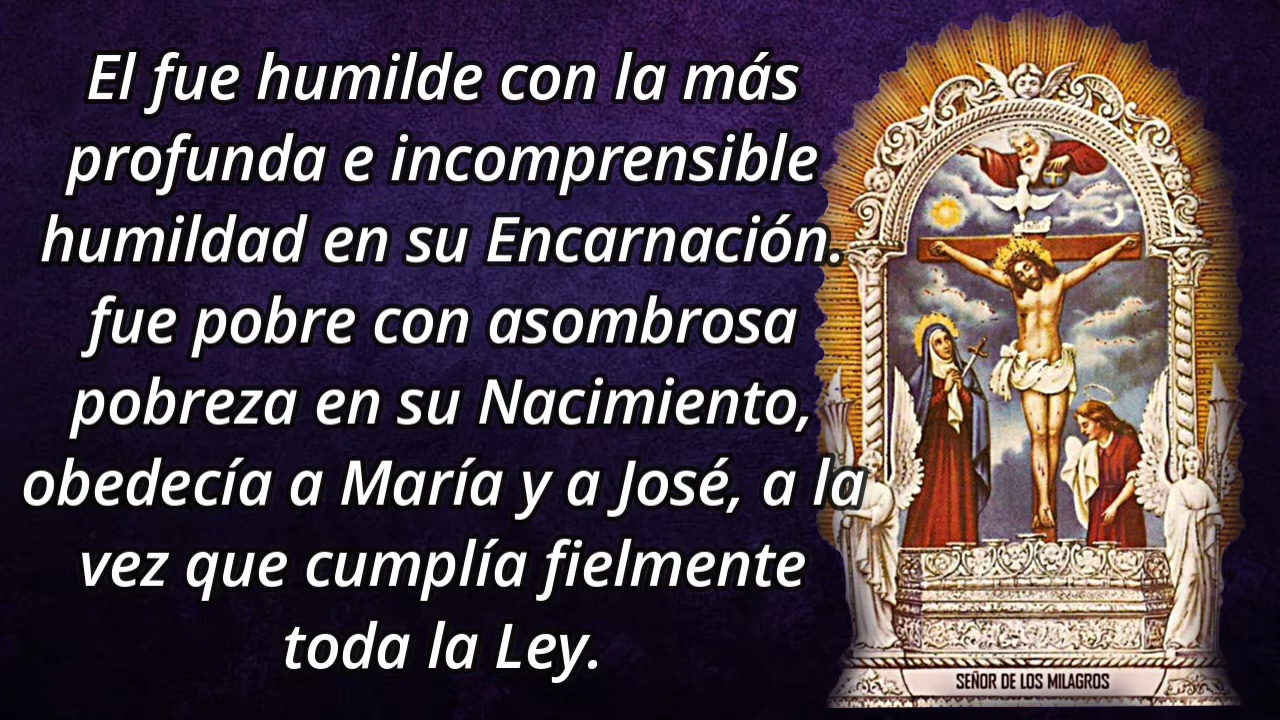 El fue humilde con la más
profunda e incomprensible
humildad en su Encarnación.
fue pobre con asombrosa
pobreza en su Nacimiento,
obedecía a María y a José, a la
vez que cumplía fielmente
toda la Ley.
SEÑOR DE LOS MILAGROS